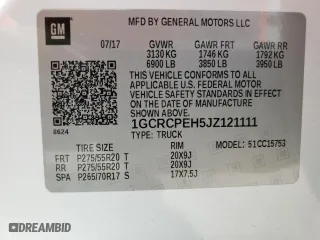 GM
MFD BY GENERAL MOTORS LLC
07/17 GVWR GAWR FRT GAWR RR
3130 KG 1746 KG 1792 KG
6900 LB 3850 LB 3950 LB
THIS VEHICLE CONFORMS TO ALL
APPLICABLE U.S. FEDERAL MOTOR
VEHICLE SAFETY STANDARDS IN
EFFECT ON THE DATE OF MANUFACTURE
SHOWN ABOVE.
8624
1GCRCPEH5JZ121111
TYPE: TRUCK
51CC15753
TIRE SIZE RIM
FRT P275/55R20 T 20X9J
RR P275/55R20 T 20X9J
SPA P265/70R17 S 17X7.5J
© DRIVE AND BID